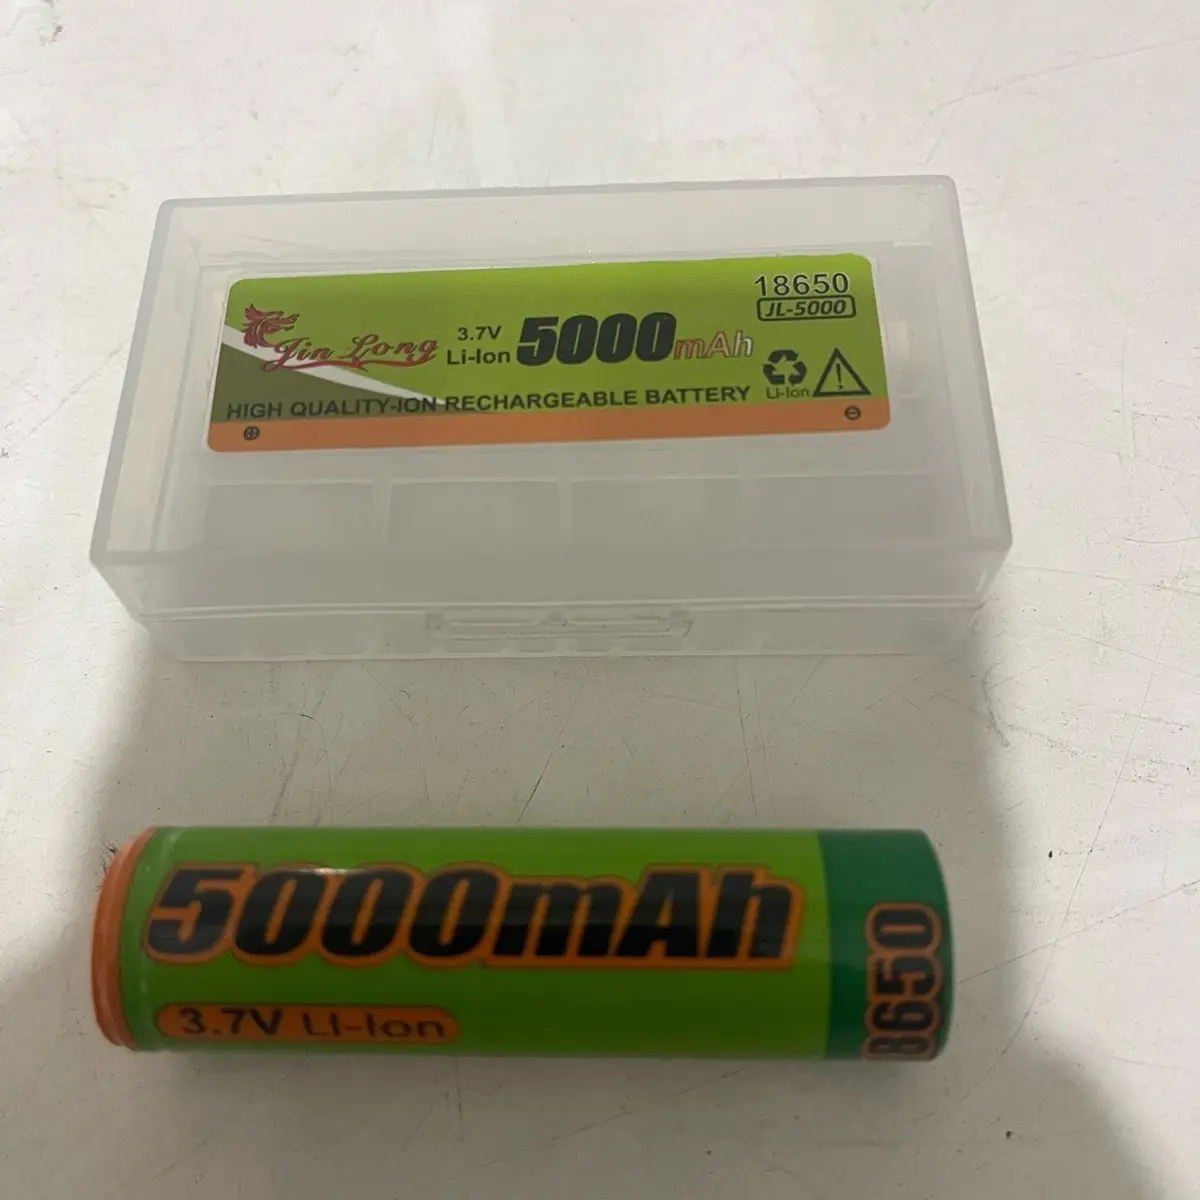 18650
JL-5000
Jin Long
3.7V
Li-Ion
5000mAh
Li-Ion
HIGH QUALITY-ION RECHARGEABLE BATTERY
5000mAh
3.7V LI-Ion
8650